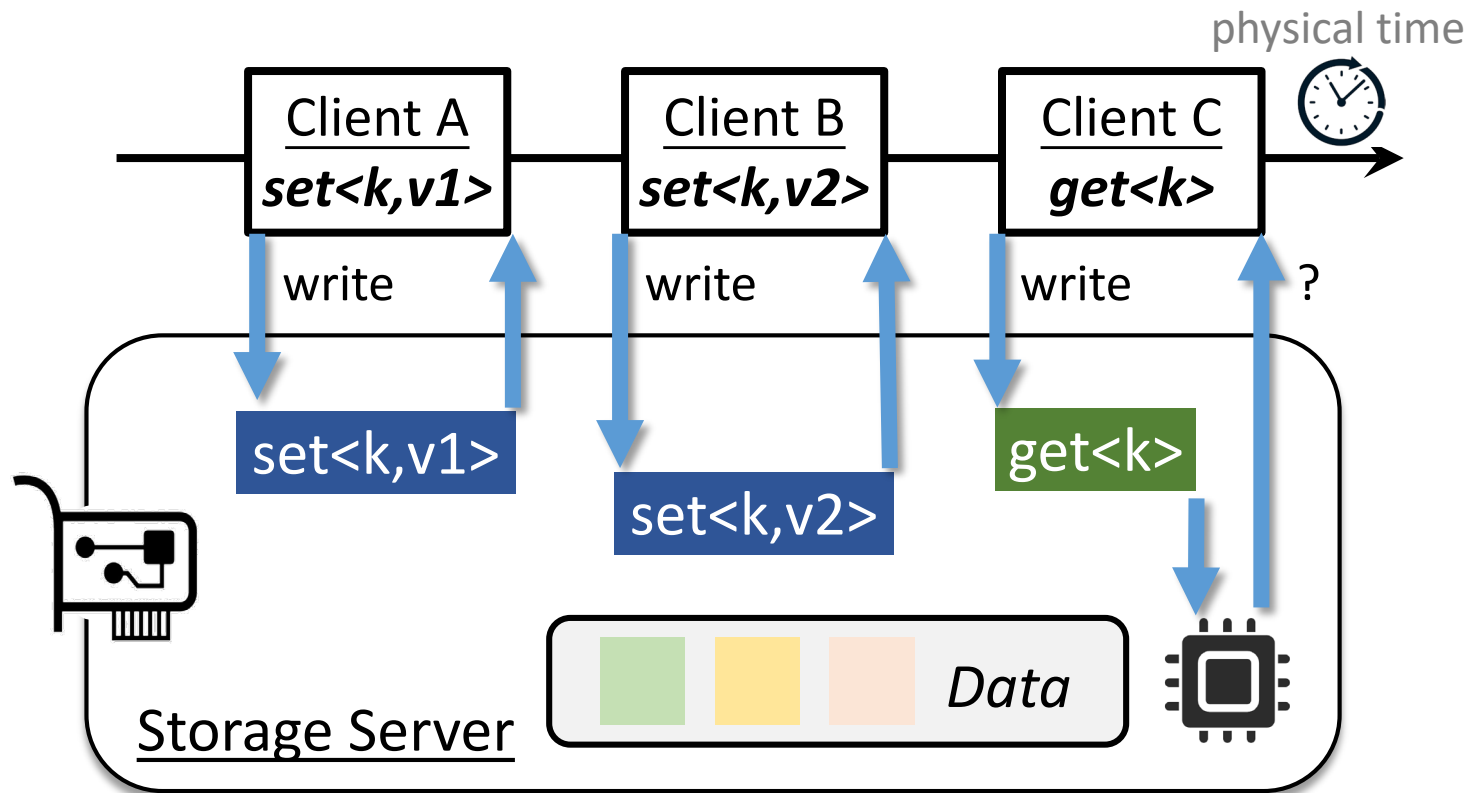 physical time
Client A
set<k,v1>
Client B
set<k,v2>
Client C
get<k>
write
write
write
?
set<k,v1>
set<k,v2>
get<k>
Data
Storage Server